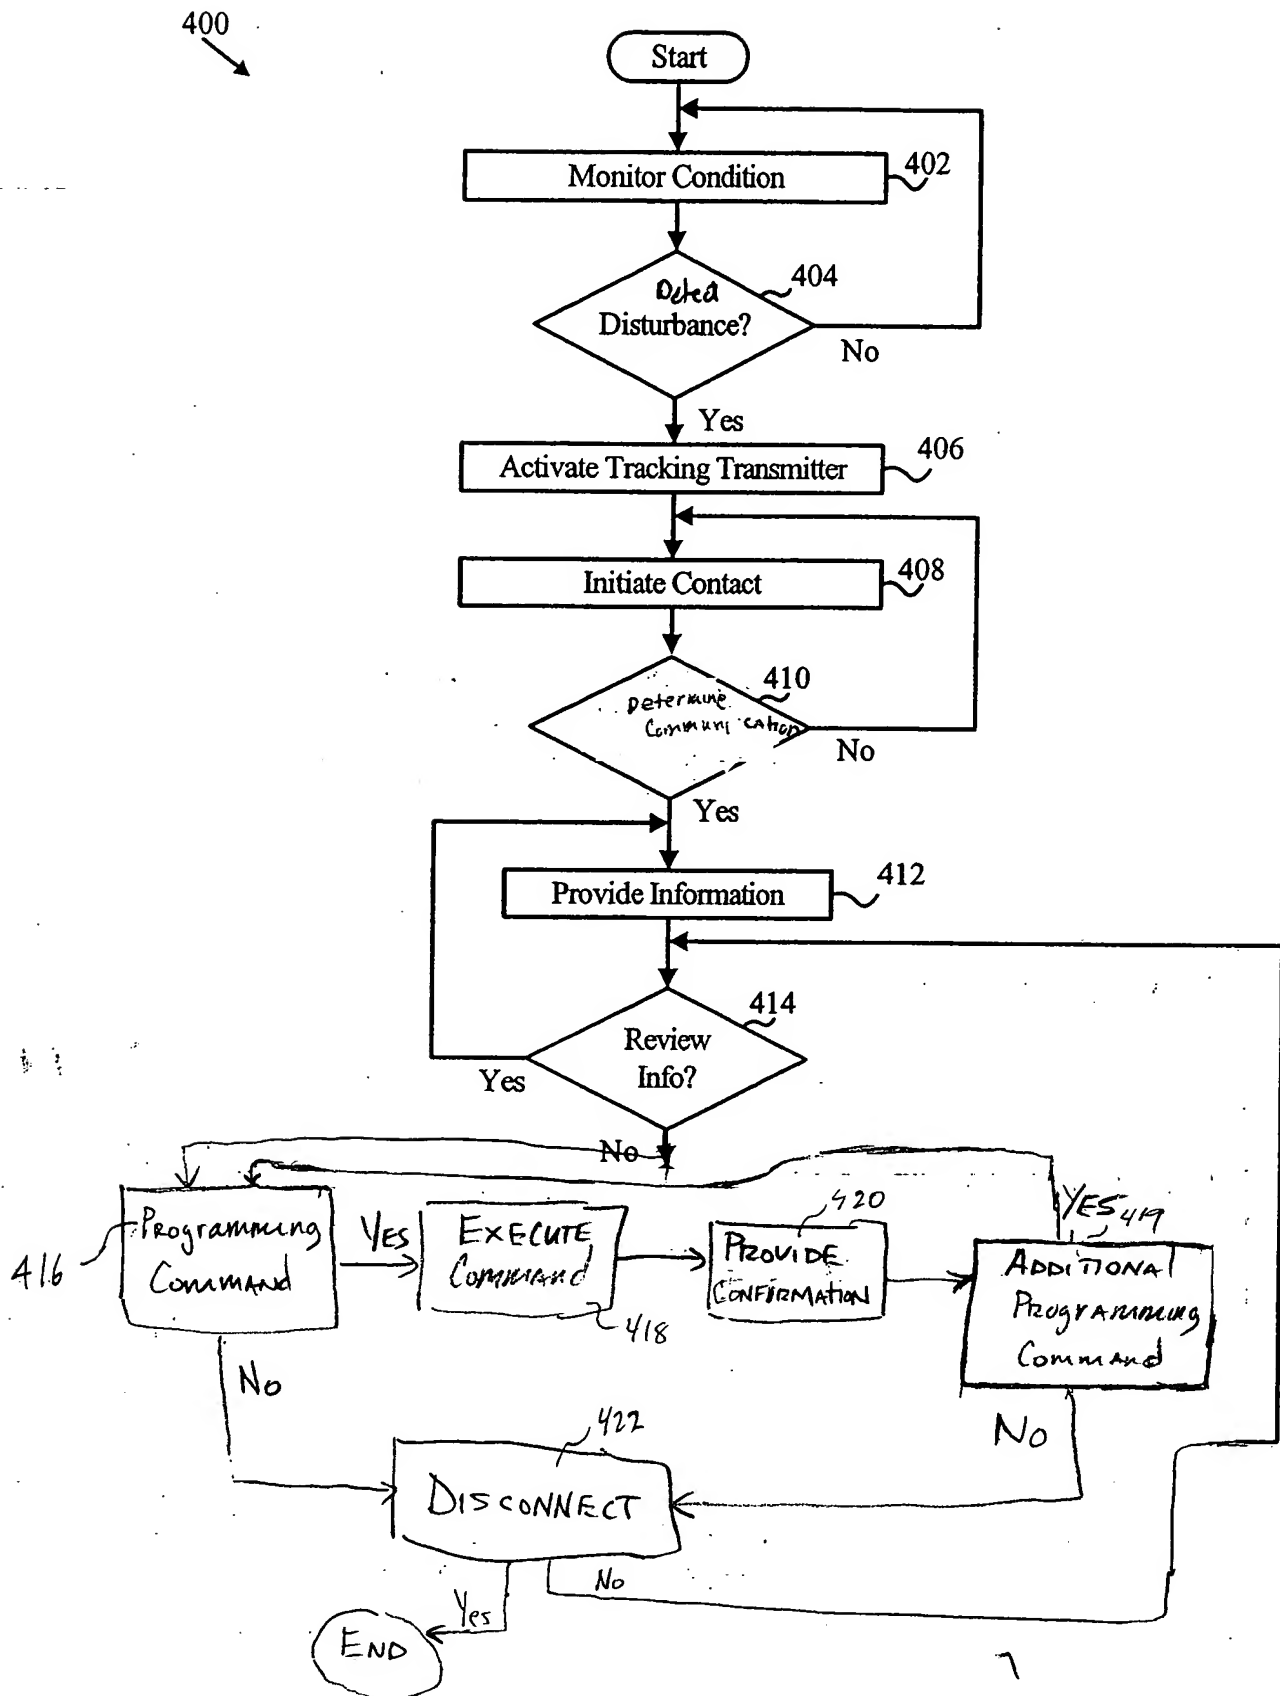 400
Start
Monitor Condition
402
404
Detect
Disturbance?
No
Yes
Activate Tracking Transmitter
406
Initiate Contact
408
410
Determine
Communication
No
Yes
Provide Information
412
414
Review
Info?
Yes
No
416
Programming
Command
YES
EXECUTE
Command
418
420
PROVIDE
CONFIRMATION
YES
419
ADDITIONAL
Programming
Command
No
No
422
DISCONNECT
No
Yes
END
7